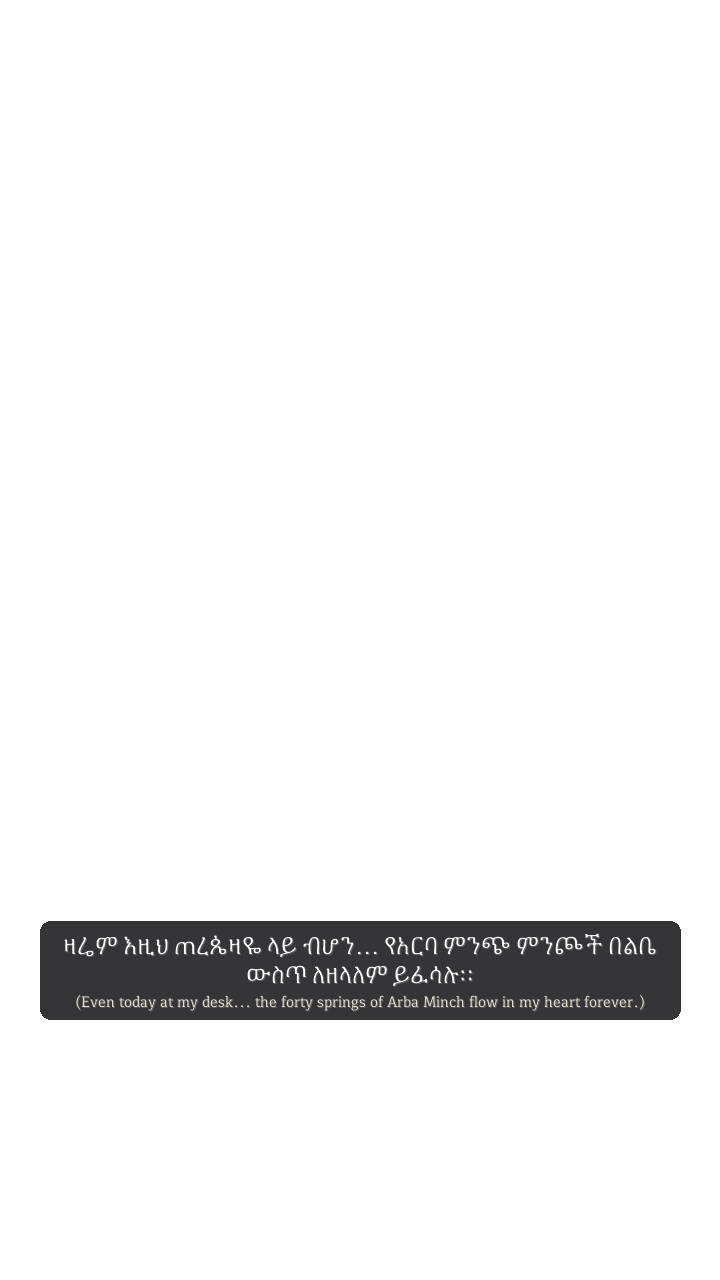 ዛሬም እዚህ ጠረጴዛዬ ላይ ብሆን... የአርባ ምንጭ ምንጮች በልቤ
ውስጥ ለዘላለም ይፈሳሉ፡፡
(Even today at my desk... the forty springs of Arba Minch flow in my heart forever.)